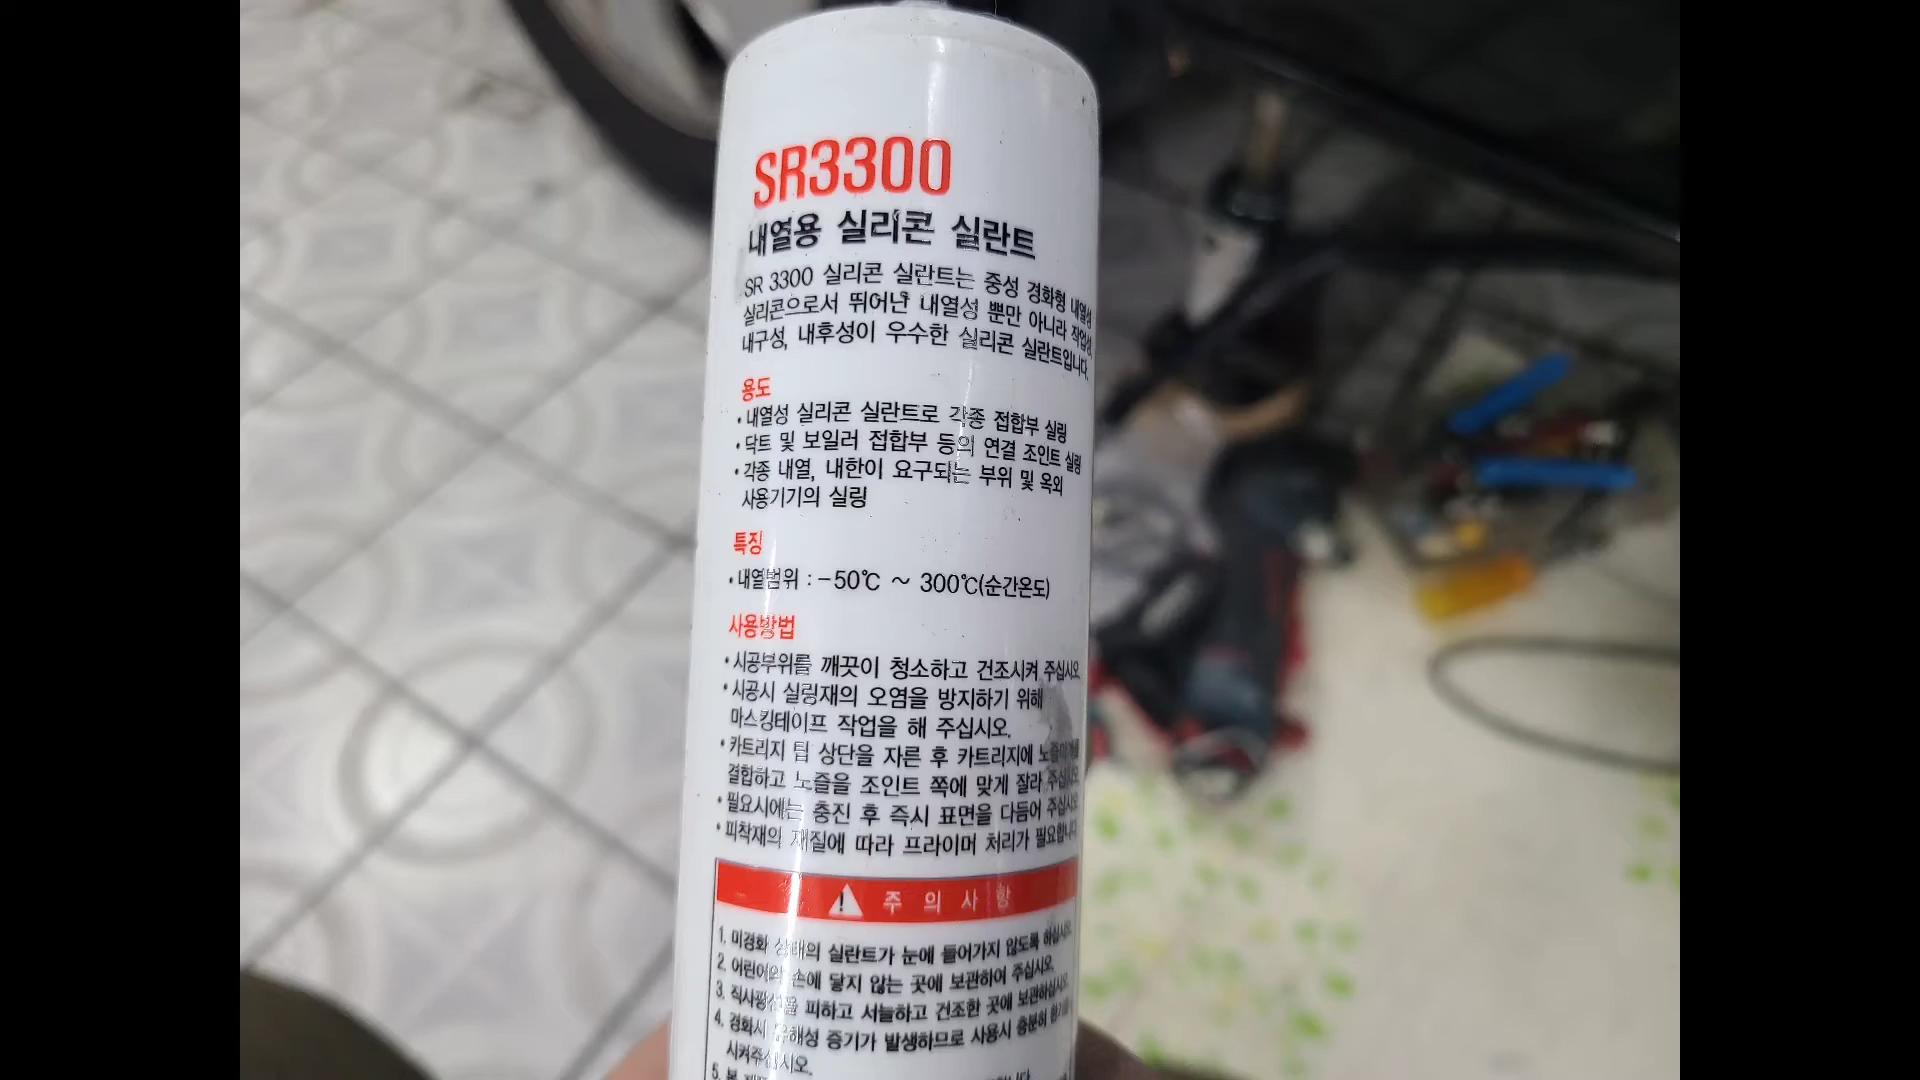 SR3300
내열용 실리콘 실란트
SR 3300 실리콘 실란트는 중성 경화형 내열성
실리콘으로서 뛰어난 내열성 뿐만 아니라 작업성,
내구성, 내후성이 우수한 실리콘 실란트입니다.
용도
• 내열성 실리콘 실란트로 각종 접합부 실링
• 닥트 및 보일러 접합부 등의 연결 조인트 실링
• 각종 내열, 내한이 요구되는 부위 및 옥외
사용기기의 실링
특징
• 내열범위 : -50℃ ~ 300℃(순간온도)
사용방법
• 시공부위를 깨끗이 청소하고 건조시켜 주십시오.
• 시공시 실링재의 오염을 방지하기 위해
마스킹테이프 작업을 해 주십시오.
• 카트리지 팁 상단을 자른 후 카트리지에
결합하고 노즐을 조인트 쪽에 맞게 잘라 주십시오.
• 필요시에는 충진 후 즉시 표면을 다듬어 주십시오.
• 피착재의 재질에 따라 프라이머 처리가 필요합니다.
주의사항
1. 미경화 상태의 실란트가 눈에 들어가지 않도록 하십시오.
2. 어린이의 손에 닿지 않는 곳에 보관하여 주십시오.
3. 직사광선을 피하고 서늘하고 건조한 곳에 보관하십시오.
4. 경화시 유해성 증기가 발생하므로 사용시 충분히 환기를
시켜주십시오.
5. 본